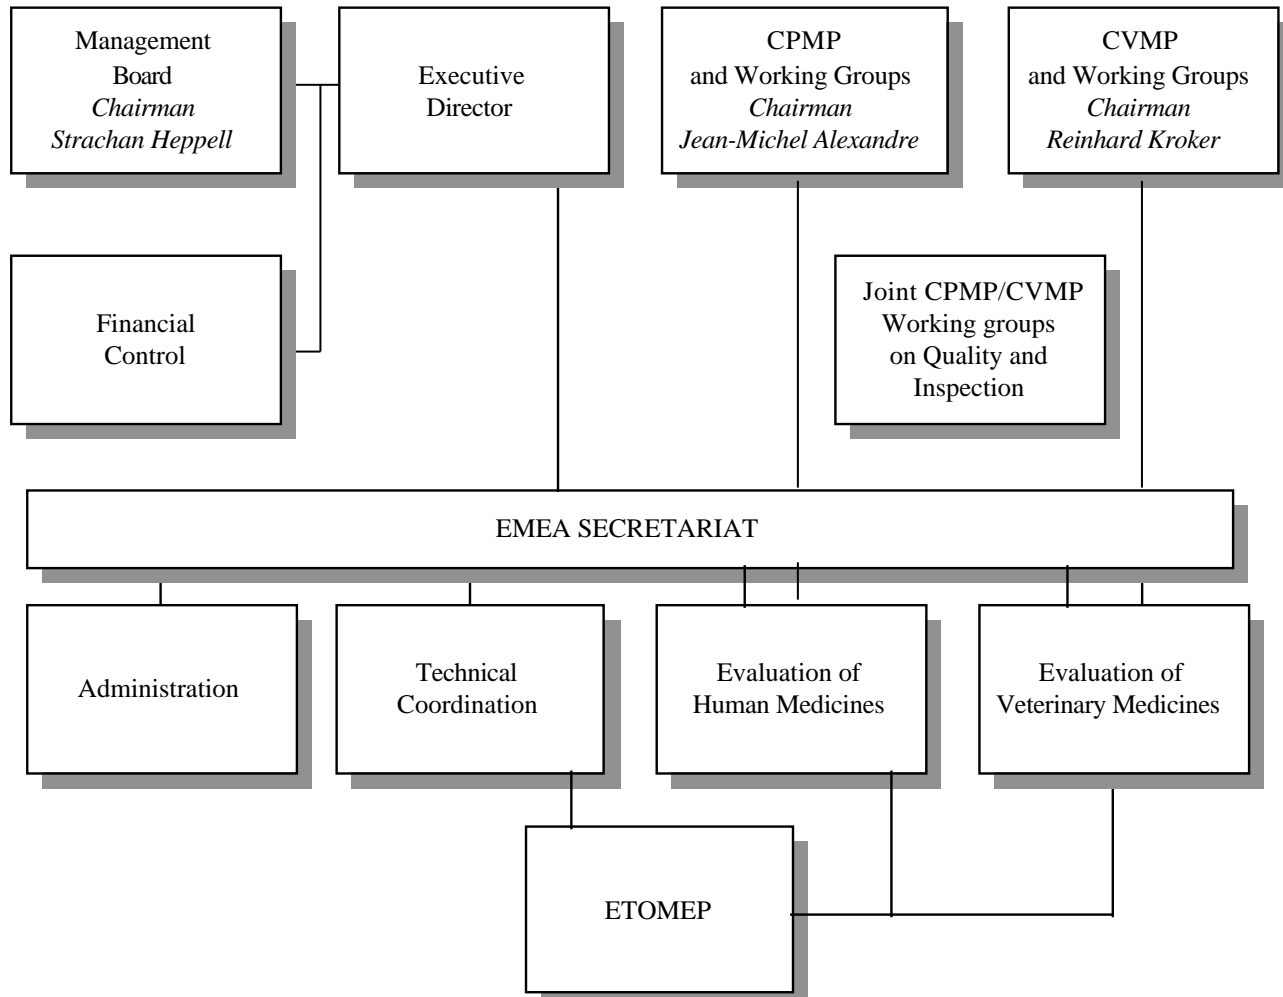 Management
Board
Chairman
Strachan Heppell
Executive
Director
CPMP
and Working Groups
Chairman
Jean-Michel Alexandre
CVMP
and Working Groups
Chairman
Reinhard Kroker
Financial
Control
Joint CPMP/CVMP
Working groups
on Quality and
Inspection
EMEA SECRETARIAT
Administration
Technical
Coordination
Evaluation of
Human Medicines
Evaluation of
Veterinary Medicines
ETOMEP